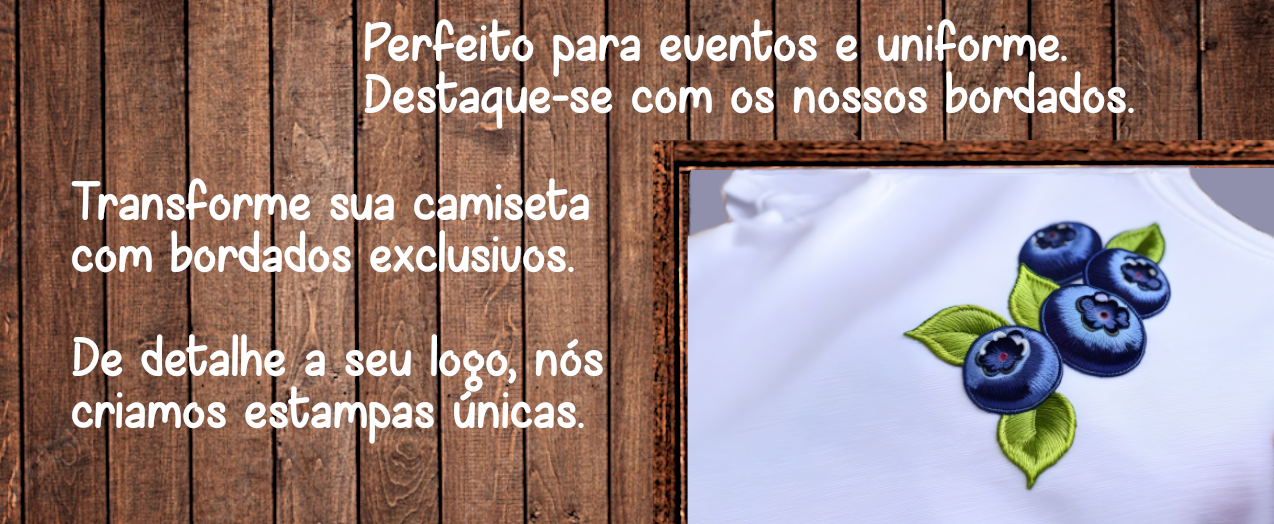 Perfeito para eventos e uniforme.
Destaque-se com os nossos bordados.
Transforme sua camiseta
com bordados exclusivos.
De detalhe a seu logo, nós
criamos estampas únicas.